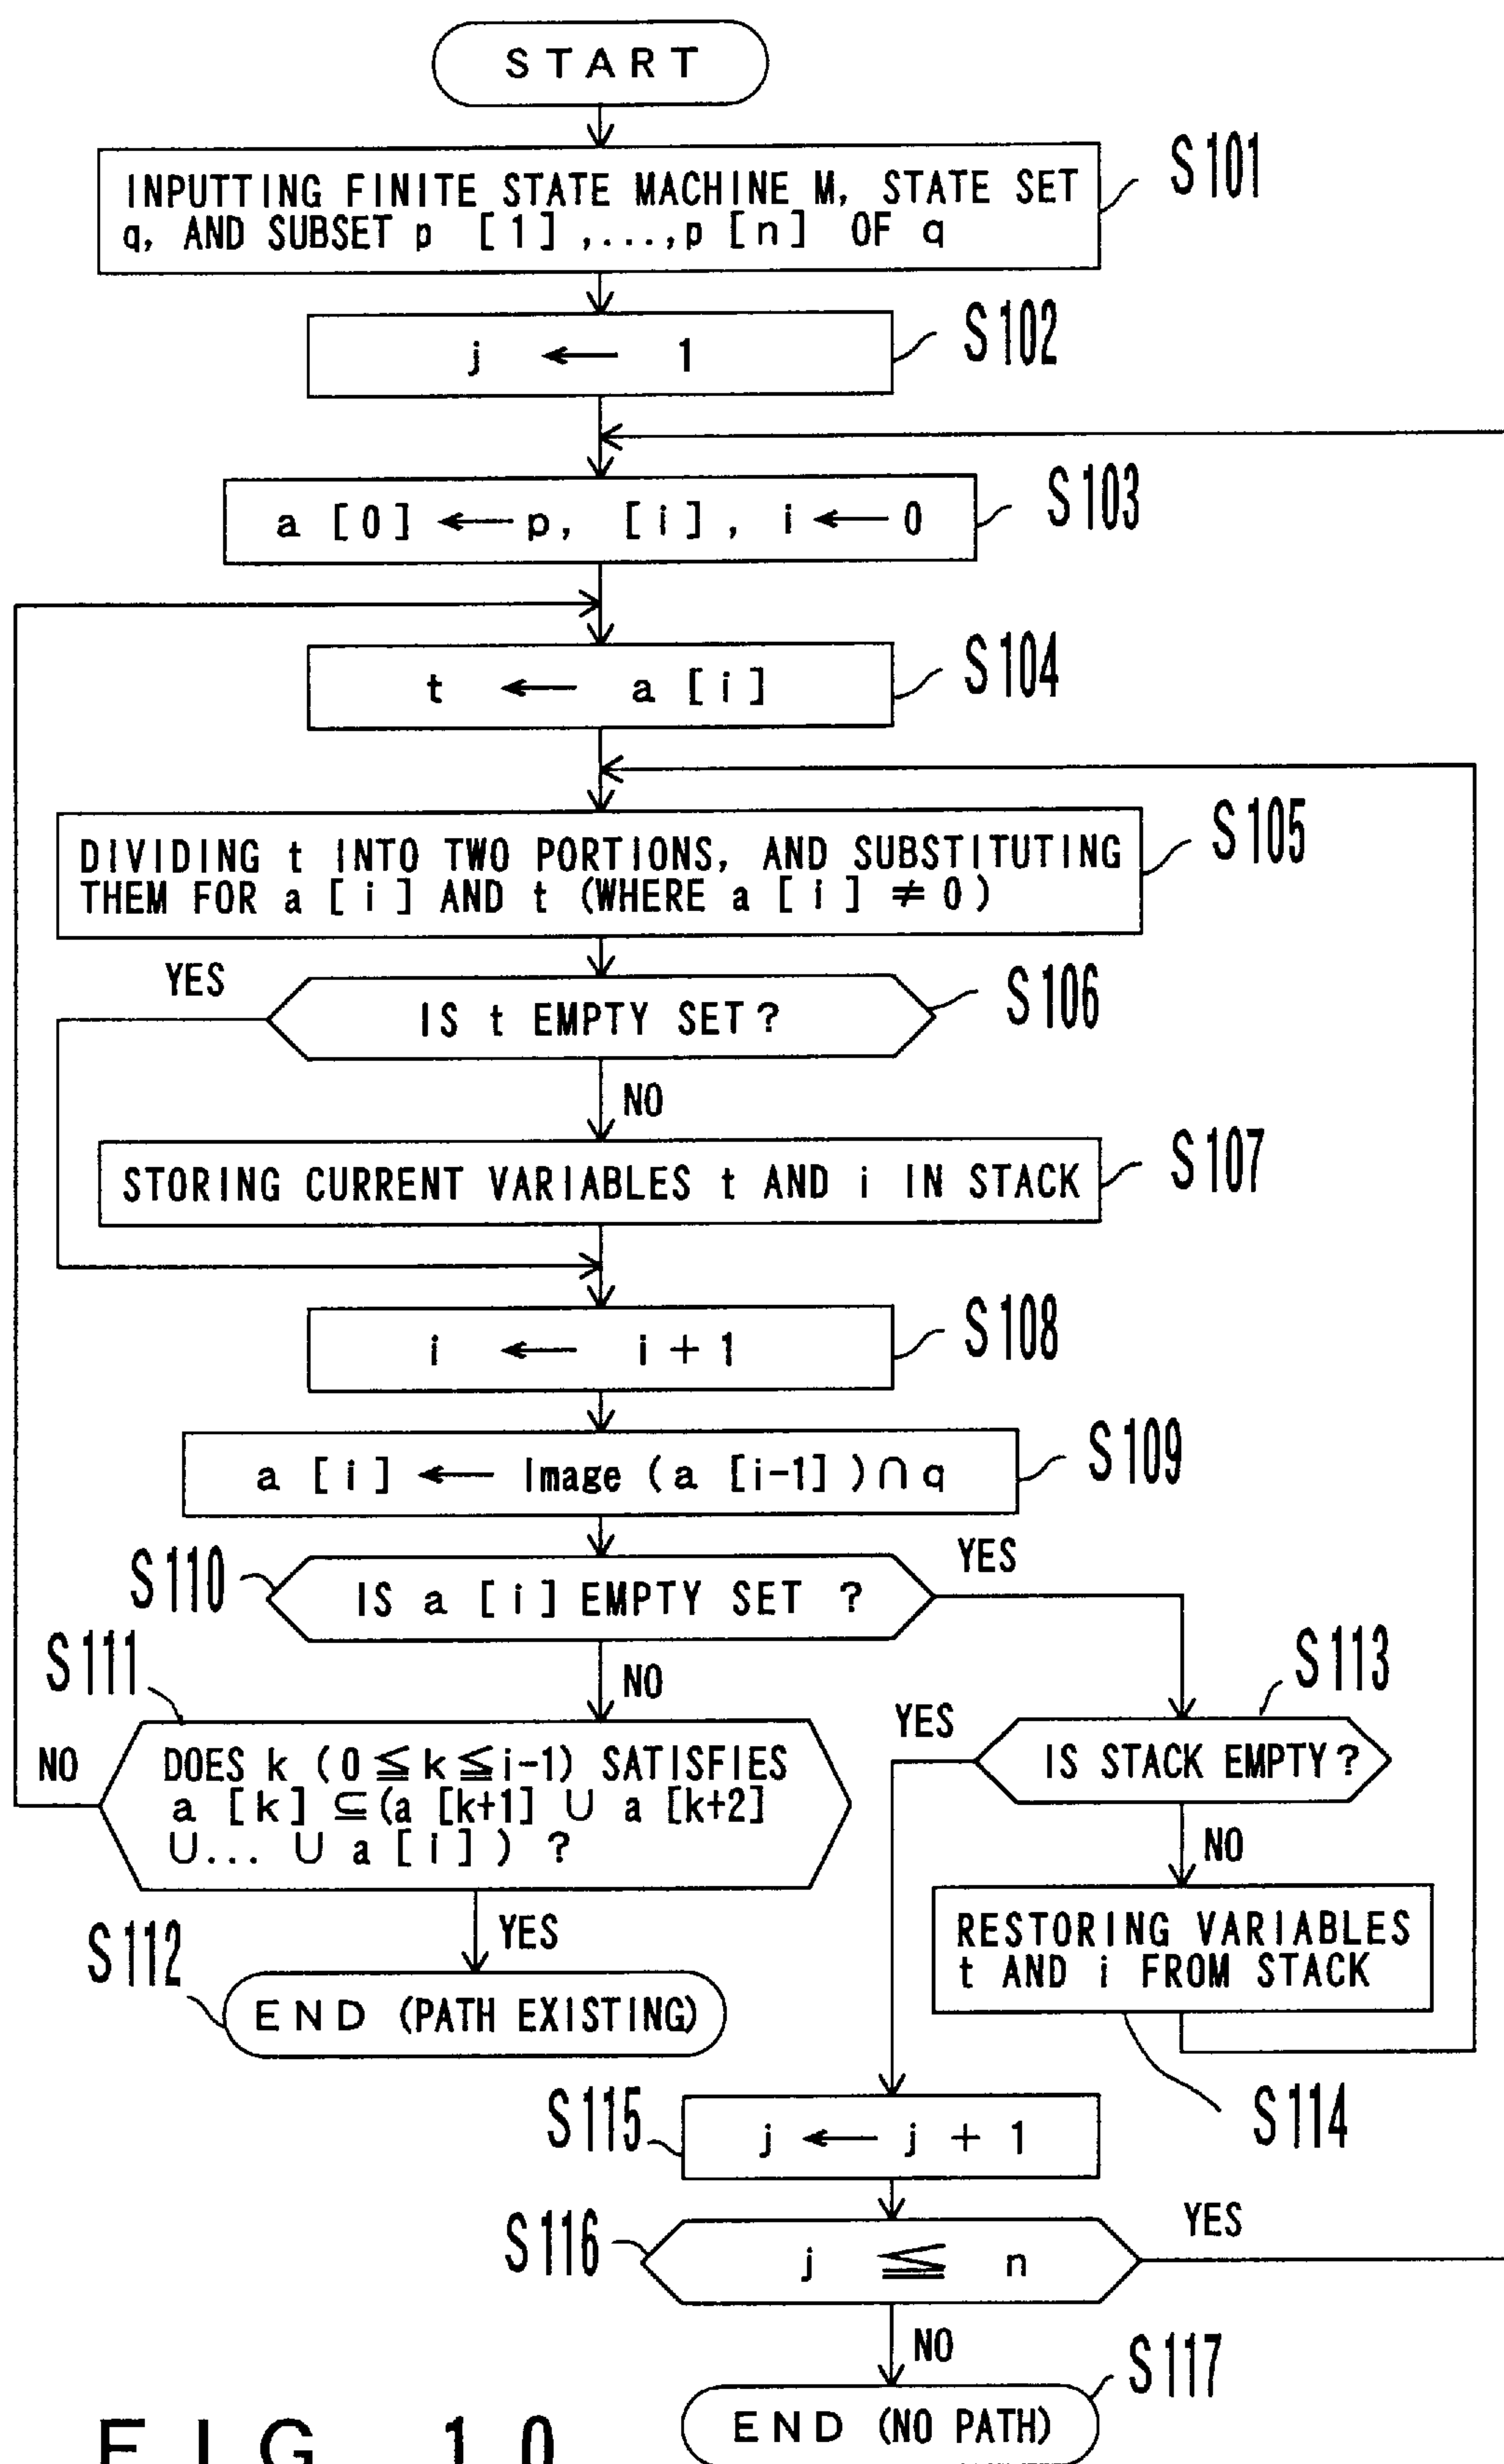 START
INPUTTING FINITE STATE MACHINE M, STATE SET
q, AND SUBSET p [1] ,...,p [n] OF q
S101
j ← 1
S102
a [0] ← p, [i], i ← 0
S103
t ← a [i]
S104
DIVIDING t INTO TWO PORTIONS, AND SUBSTITUTING
THEM FOR a [i] AND t (WHERE a [i] ≠ 0)
S105
YES
IS t EMPTY SET?
S106
NO
STORING CURRENT VARIABLES t AND i IN STACK
S107
i ← i + 1
S108
a [i] ← Image (a [i-1]) ∩ q
S109
S110
IS a [i] EMPTY SET ?
YES
NO
S111
NO
DOES k (0 ≦ k ≦ i-1) SATISFIES
a [k] ⊆ (a [k+1] ∪ a [k+2]
∪... ∪ a [i]) ?
YES
S113
YES
IS STACK EMPTY?
NO
S112
END (PATH EXISTING)
RESTORING VARIABLES
t AND i FROM STACK
S114
S115
j ← j + 1
S116
j ≦ n
YES
NO
S117
END (NO PATH)
FIG. 10